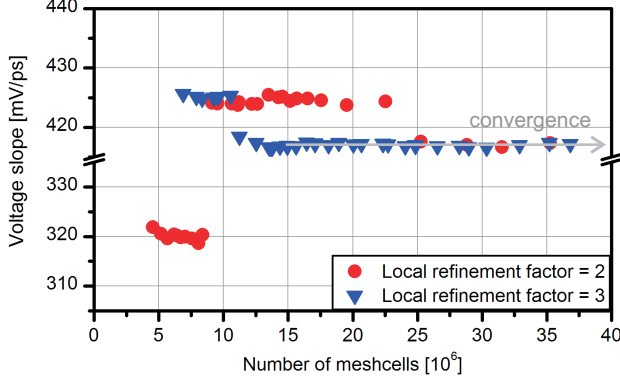 440
430
420
330
320
310
Voltage slope [mV/ps]
convergence
Local refinement factor = 2
Local refinement factor = 3
0 5 10 15 20 25 30 35 40
Number of meshcells [10⁶]